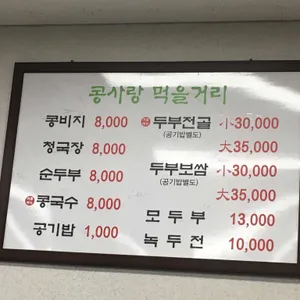 콩사랑 먹을거리
콩비지 8,000
청국장 8,000
순두부 8,000
콩국수 8,000
공기밥 1,000
두부전골 小30,000
(공기밥별도) 大35,000
두부보쌈 小30,000
(공기밥별도) 大35,000
모두부 13,000
녹두전 10,000